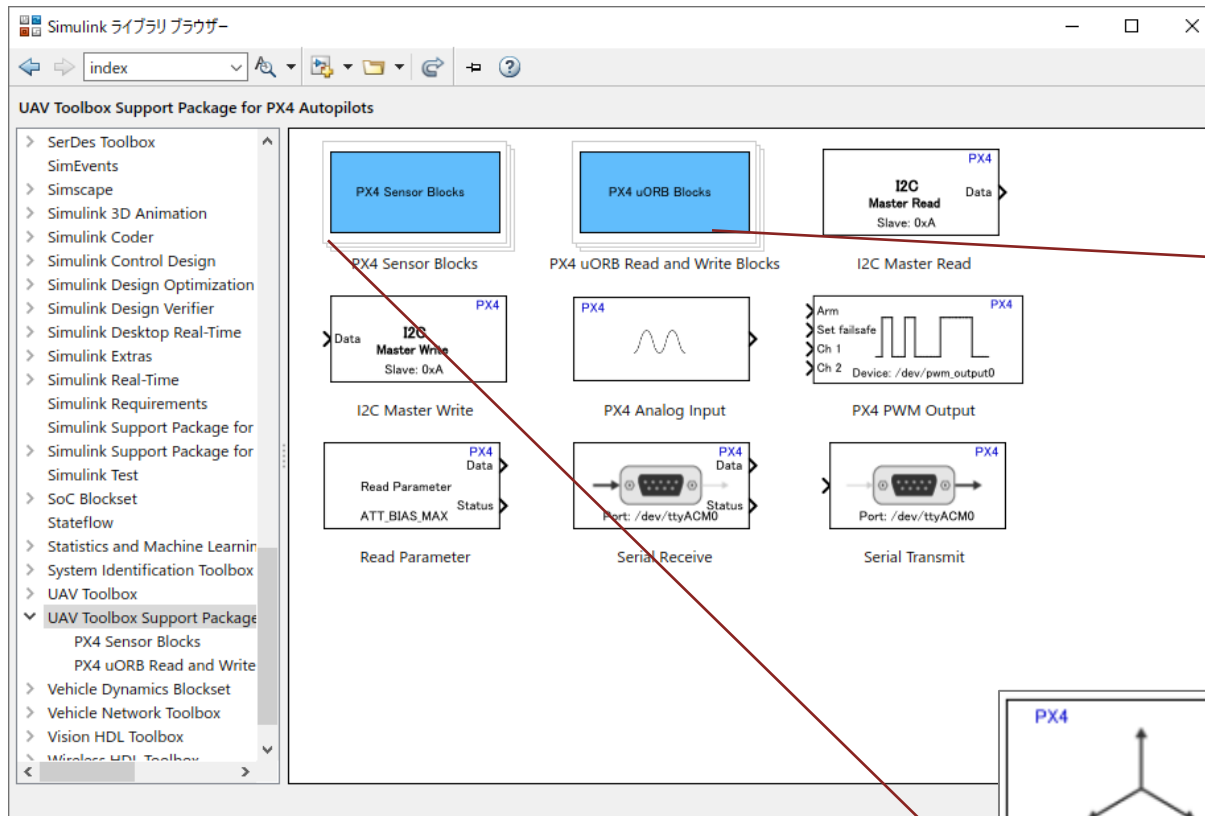 Simulink ライブラリ ブラウザー
index
UAV Toolbox Support Package for PX4 Autopilots
SerDes Toolbox
SimEvents
Simscape
Simulink 3D Animation
Simulink Coder
Simulink Control Design
Simulink Design Optimization
Simulink Design Verifier
Simulink Desktop Real-Time
Simulink Extras
Simulink Real-Time
Simulink Requirements
Simulink Support Package for
Simulink Support Package for
Simulink Test
SoC Blockset
Stateflow
Statistics and Machine Learnin
System Identification Toolbox
UAV Toolbox
UAV Toolbox Support Package
PX4 Sensor Blocks
PX4 uORB Read and Write
Vehicle Dynamics Blockset
Vehicle Network Toolbox
Vision HDL Toolbox
Wireless HDL Toolbox
PX4 Sensor Blocks
PX4 Sensor Blocks
PX4 uORB Blocks
PX4 uORB Read and Write Blocks
PX4
I2C
Master Read
Slave: 0xA
Data
I2C Master Read
PX4
Data
I2C
Master Write
Slave: 0xA
I2C Master Write
PX4
PX4 Analog Input
PX4
Arm
Set failsafe
Ch 1
Ch 2
Device: /dev/pwm_output0
PX4 PWM Output
PX4
Data
Read Parameter
Status
ATT_BIAS_MAX
Read Parameter
PX4
Data
Status
Port: /dev/ttyACM0
Serial Receive
PX4
Port: /dev/ttyACM0
Serial Transmit
PX4